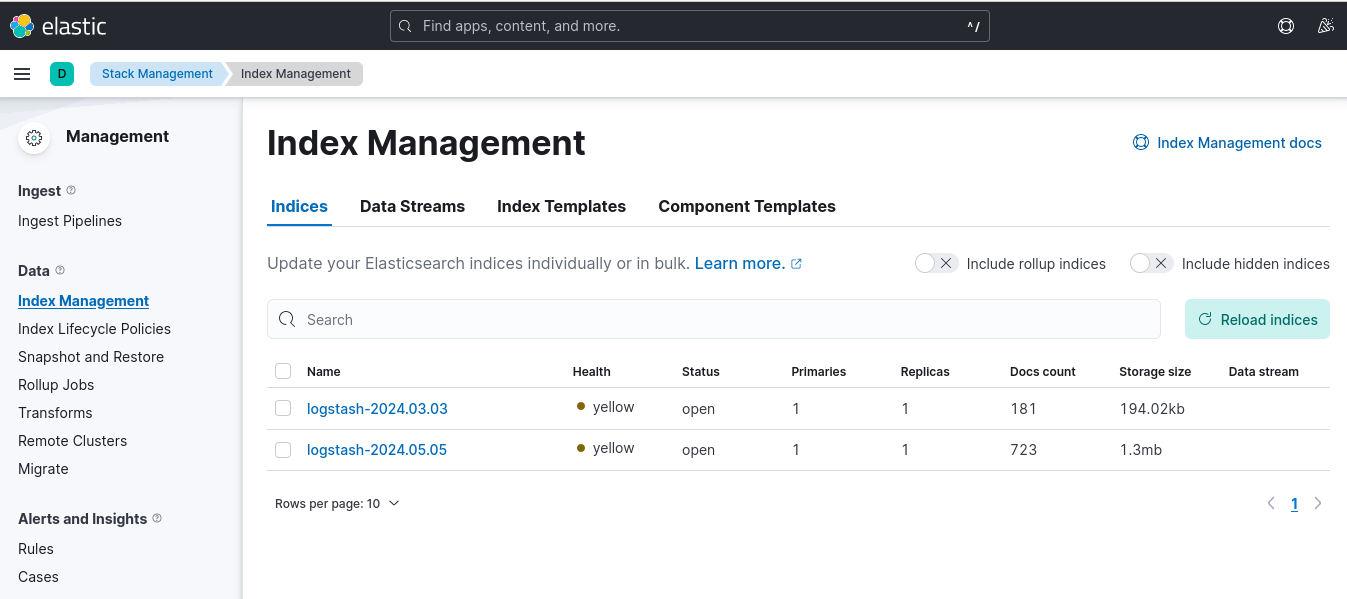 elastic
Find apps, content, and more.
^/
D
Stack Management
Index Management
Management
Ingest
Ingest Pipelines
Data
Index Management
Index Lifecycle Policies
Snapshot and Restore
Rollup Jobs
Transforms
Remote Clusters
Migrate
Alerts and Insights
Rules
Cases
Index Management
Index Management docs
Indices Data Streams Index Templates Component Templates
Update your Elasticsearch indices individually or in bulk. Learn more.
Include rollup indices
Include hidden indices
Search
Reload indices
Name Health Status Primaries Replicas Docs count Storage size Data stream
logstash-2024.03.03 yellow open 1 1 181 194.02kb
logstash-2024.05.05 yellow open 1 1 723 1.3mb
Rows per page: 10
1